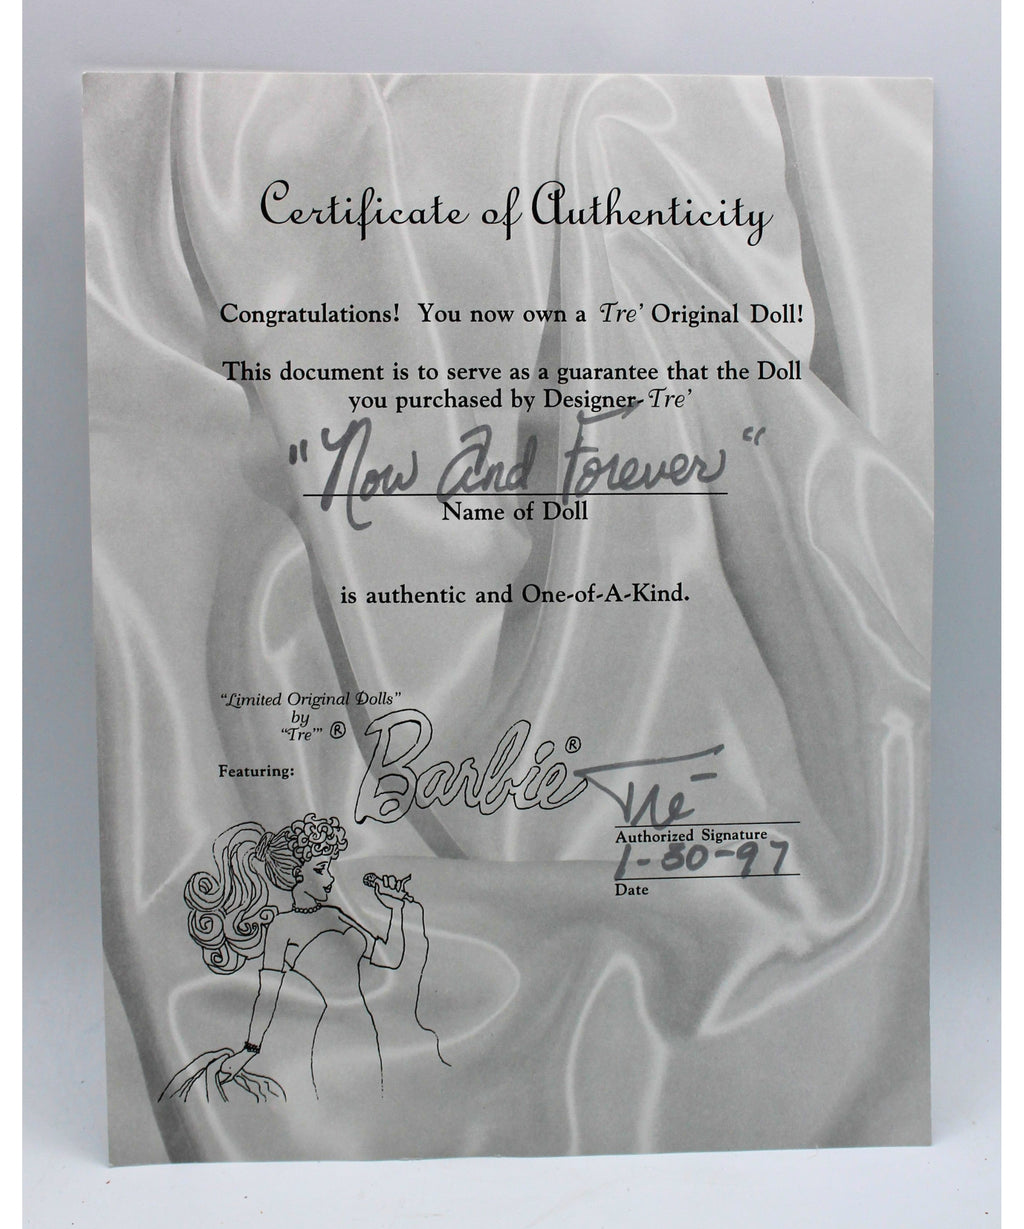 Certificate of Authenticity
Congratulations! You now own a Tre' Original Doll!
This document is to serve as a guarantee that the Doll
you purchased by Designer-Tre'
"Now And Forever"
Name of Doll
is authentic and One-of-A-Kind.
"Limited Original Dolls"
by
"Tre'" ®
Featuring:
Barbie®
Tré
Authorized Signature
1-30-97
Date